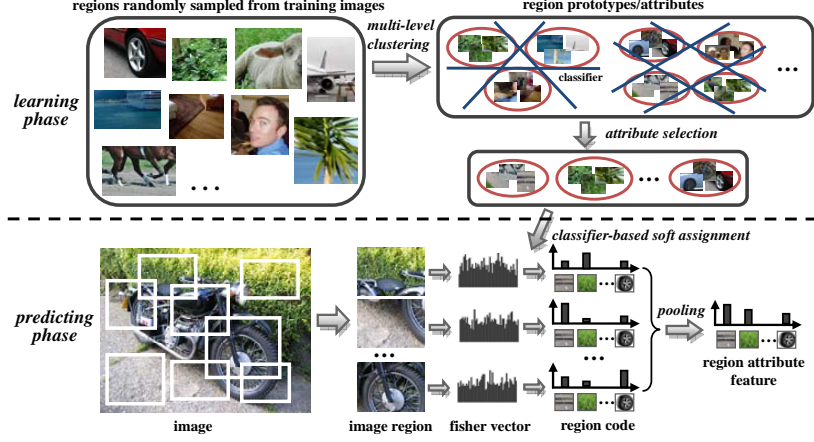 regions randomly sampled from training images
multi-level
clustering
region prototypes/attributes
classifier
...
learning
phase
...
attribute selection
...
classifier-based soft assignment
predicting
phase
...
...
pooling
...
...
...
...
region attribute
feature
image
image region
fisher vector
region code